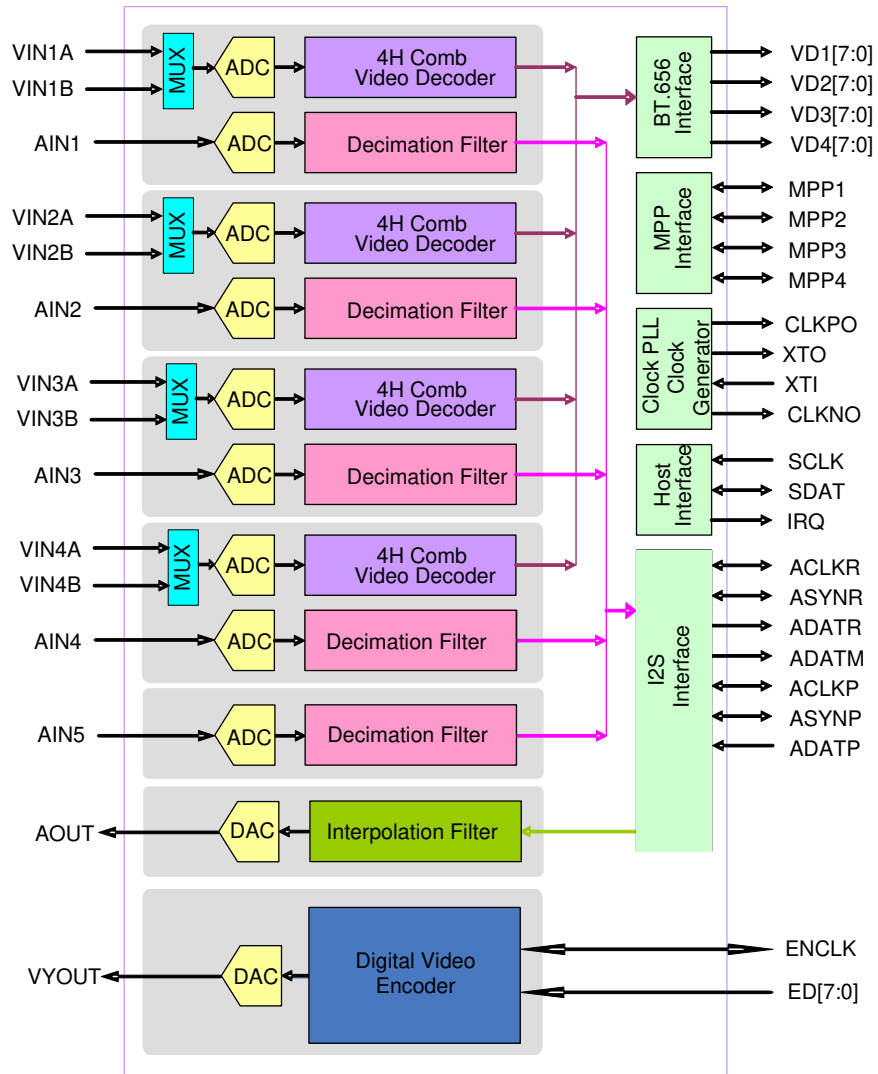 VIN1A
VIN1B
MUX
ADC
4H Comb
Video Decoder
AIN1
ADC
Decimation Filter
VIN2A
VIN2B
MUX
ADC
4H Comb
Video Decoder
AIN2
ADC
Decimation Filter
VIN3A
VIN3B
MUX
ADC
4H Comb
Video Decoder
AIN3
ADC
Decimation Filter
VIN4A
VIN4B
MUX
ADC
4H Comb
Video Decoder
AIN4
ADC
Decimation Filter
AIN5
ADC
Decimation Filter
AOUT
DAC
Interpolation Filter
VYOUT
DAC
Digital Video
Encoder
BT.656
Interface
VD1[7:0]
VD2[7:0]
VD3[7:0]
VD4[7:0]
MPP
Interface
MPP1
MPP2
MPP3
MPP4
Clock PLL
Clock
Generator
CLKPO
XTO
XTI
CLKNO
Host
Interface
SCLK
SDAT
IRQ
I2S
Interface
ACLKR
ASYNR
ADATR
ADATM
ACLKP
ASYNP
ADATP
ENCLK
ED[7:0]